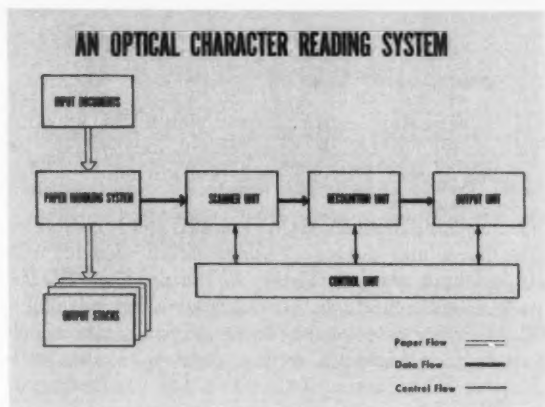 AN OPTICAL CHARACTER READING SYSTEM
INPUT DOCUMENTS
PAPER HANDLING SYSTEM
SCANNER UNIT
RECOGNITION UNIT
OUTPUT UNIT
CONTROL UNIT
OUTPUT STACKS
Paper Flow
Data Flow
Control Flow